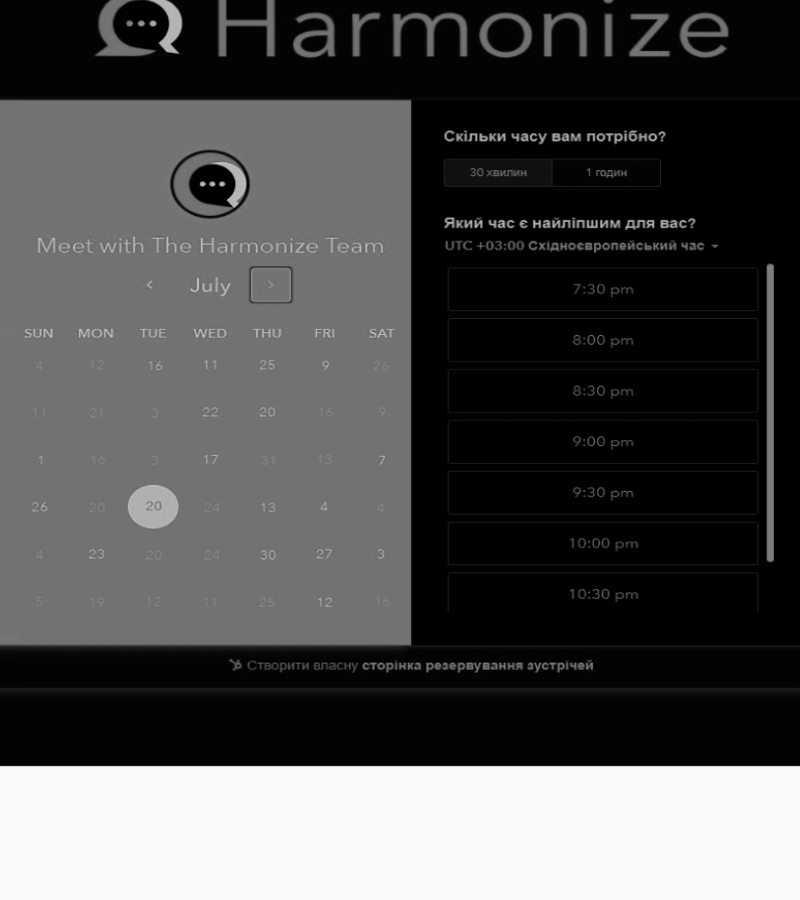 Harmonize
Meet with The Harmonize Team
July
SUN MON TUE WED THU FRI SAT
4 12 16 11 25 9 26
11 21 3 22 20 16 9
1 16 3 17 31 13 7
26 20 20 24 13 4 4
4 23 20 24 30 27 3
5 19 12 11 25 12 16
Скільки часу вам потрібно?
30 хвилин 1 годин
Який час є найліпшим для вас?
UTC +03:00 Східноєвропейський час
7:30 pm
8:00 pm
8:30 pm
9:00 pm
9:30 pm
10:00 pm
10:30 pm
Створити власну сторінка резервування зустрічей